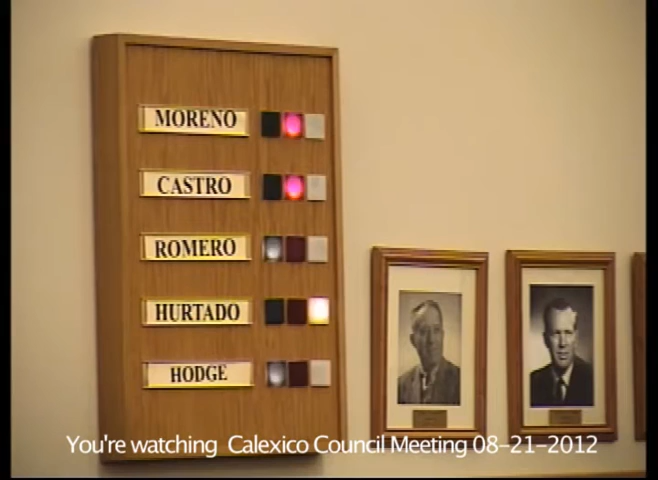 MORENO
CASTRO
ROMERO
HURTADO
HODGE
You're watching Calexico Council Meeting 08-21-2012